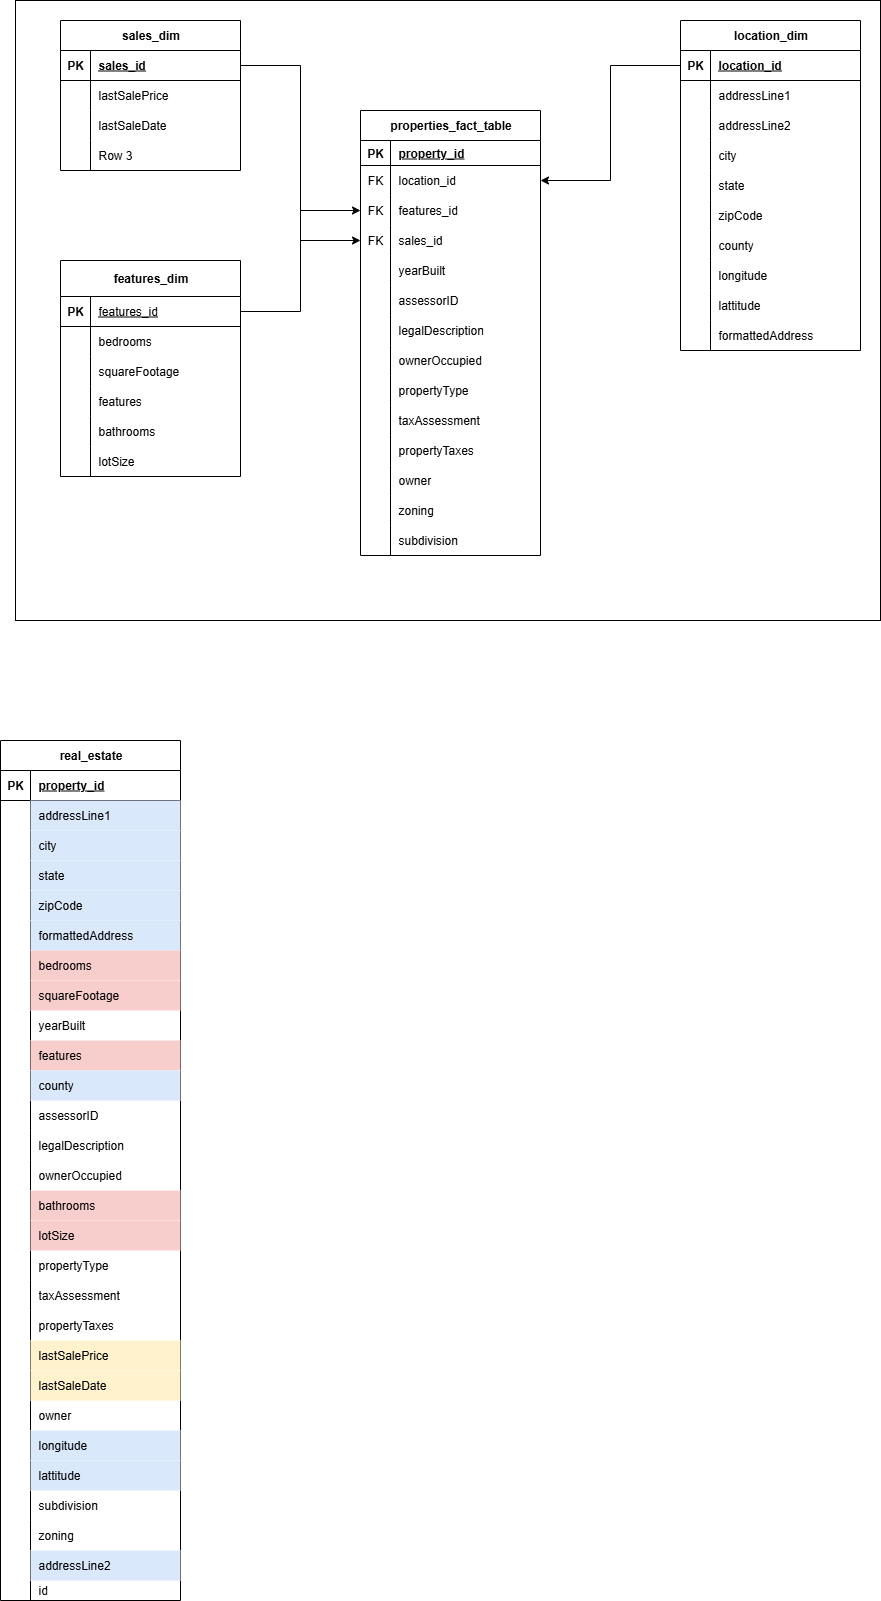 sales_dim
PK sales_id
lastSalePrice
lastSaleDate
Row 3
features_dim
PK features_id
bedrooms
squareFootage
features
bathrooms
lotSize
properties_fact_table
PK property_id
FK location_id
FK features_id
FK sales_id
yearBuilt
assessorID
legalDescription
ownerOccupied
propertyType
taxAssessment
propertyTaxes
owner
zoning
subdivision
location_dim
PK location_id
addressLine1
addressLine2
city
state
zipCode
county
longitude
lattitude
formattedAddress
real_estate
PK property_id
addressLine1
city
state
zipCode
formattedAddress
bedrooms
squareFootage
yearBuilt
features
county
assessorID
legalDescription
ownerOccupied
bathrooms
lotSize
propertyType
taxAssessment
propertyTaxes
lastSalePrice
lastSaleDate
owner
longitude
lattitude
subdivision
zoning
addressLine2
id